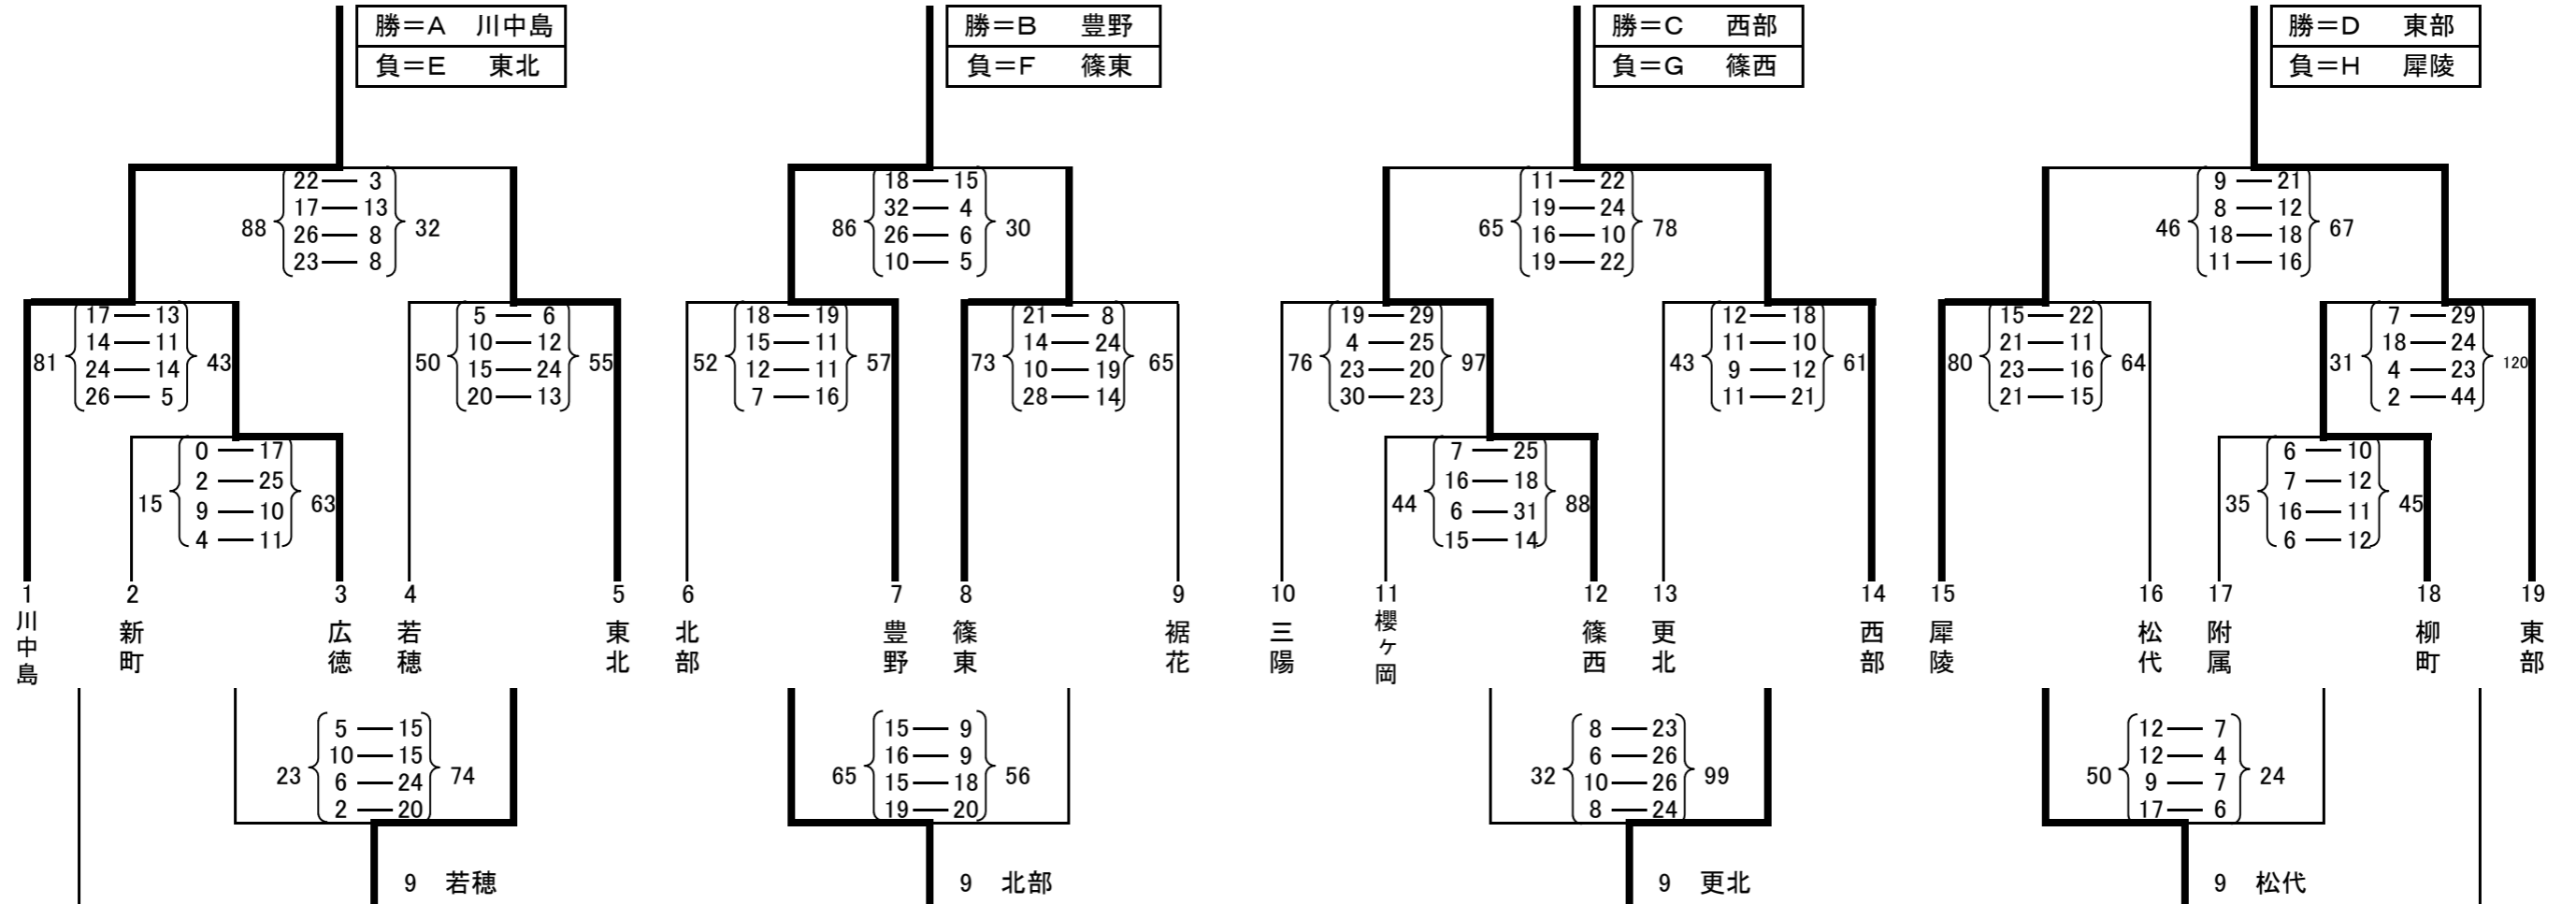 勝＝A　川中島
負＝E　東北
勝＝B　豊野
負＝F　篠東
勝＝C　西部
負＝G　篠西
勝＝D　東部
負＝H　犀陵
88
22 — 3
17 — 13
26 — 8
23 — 8
32
86
18 — 15
32 — 4
26 — 6
10 — 5
30
65
11 — 22
19 — 24
16 — 10
19 — 22
78
46
9 — 21
8 — 12
18 — 18
11 — 16
67
81
17 — 13
14 — 11
24 — 14
26 — 5
43
50
5 — 6
10 — 12
15 — 24
20 — 13
55
52
18 — 19
15 — 11
12 — 11
7 — 16
57
73
21 — 8
14 — 24
10 — 19
28 — 14
65
76
19 — 29
4 — 25
23 — 20
30 — 23
97
43
12 — 18
11 — 10
9 — 12
11 — 21
61
80
15 — 22
21 — 11
23 — 16
21 — 15
64
31
7 — 29
18 — 24
4 — 23
2 — 44
120
15
0 — 17
2 — 25
9 — 10
4 — 11
63
44
7 — 25
16 — 18
6 — 31
15 — 14
88
35
6 — 10
7 — 12
16 — 11
6 — 12
45
1 川中島
2 新町
3 広徳
4 若穂
5 東北
6 北部
7 豊野
8 篠東
9 裾花
10 三陽
11 櫻ヶ岡
12 篠西
13 更北
14 西部
15 犀陵
16 松代
17 附属
18 柳町
19 東部
23
5 — 15
10 — 15
6 — 24
2 — 20
74
65
15 — 9
16 — 9
15 — 18
19 — 20
56
32
8 — 23
6 — 26
10 — 26
8 — 24
99
50
12 — 7
12 — 4
9 — 7
17 — 6
24
9　若穂
9　北部
9　更北
9　松代